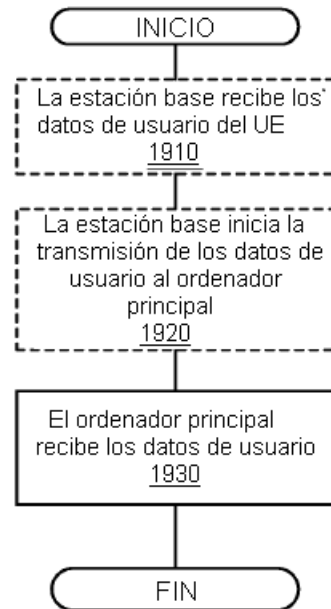 INICIO
La estación base recibe los
datos de usuario del UE
1910
La estación base inicia la
transmisión de los datos de
usuario al ordenador
principal
1920
El ordenador principal
recibe los datos de usuario
1930
FIN